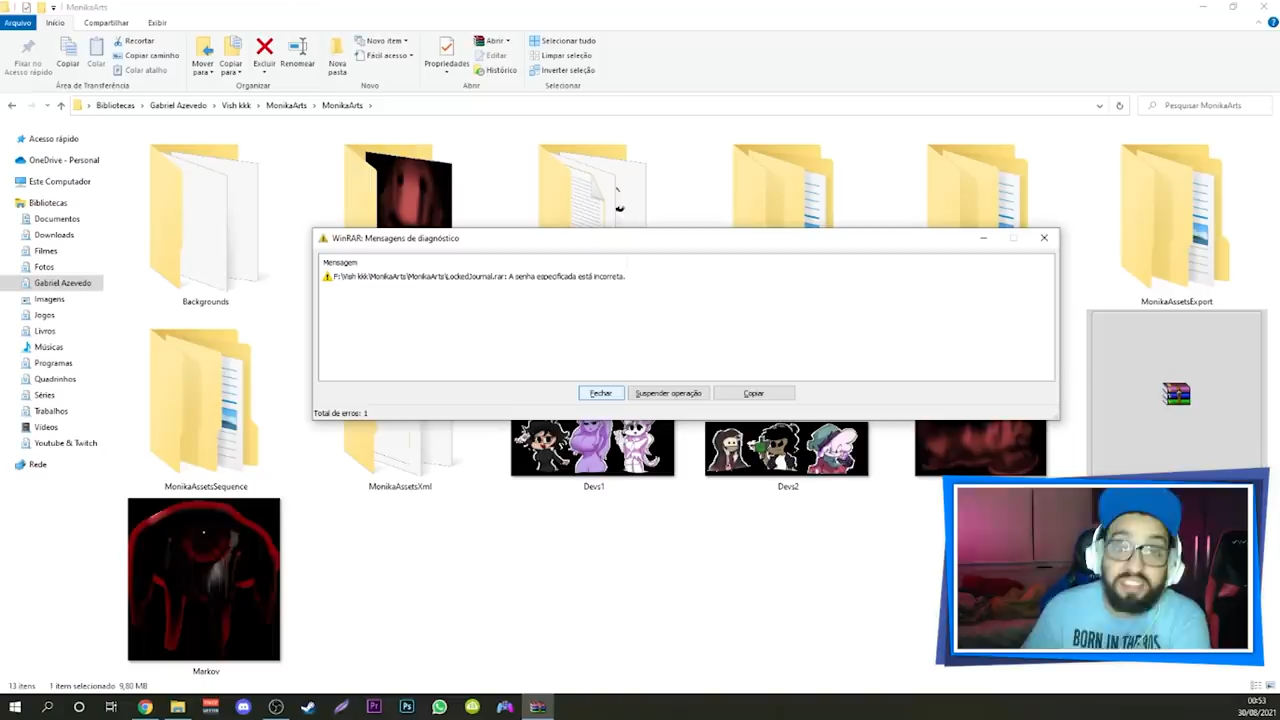 MonikaArts
Arquivo Início Compartilhar Exibir
Fixar no Acesso rápido
Copiar
Colar
Recortar
Copiar caminho
Colar atalho
Mover para
Copiar para
Excluir
Renomear
Nova pasta
Novo item
Fácil acesso
Propriedades
Abrir
Editar
Histórico
Selecionar tudo
Limpar seleção
Inverter seleção
Área de Transferência Organizar Novo Abrir Selecionar
Bibliotecas > Gabriel Azevedo > Vish kkk > MonikaArts > MonikaArts >
Pesquisar MonikaArts
Acesso rápido
OneDrive - Personal
Este Computador
Bibliotecas
Documentos
Downloads
Filmes
Fotos
Gabriel Azevedo
Imagens
Jogos
Livros
Músicas
Programas
Quadrinhos
Séries
Trabalhos
Vídeos
Youtube & Twitch
Rede
Backgrounds
MonikaAssetsExport
WinRAR: Mensagens de diagnóstico
Mensagem
F:\Vish kkk\MonikaArts\MonikaArts\LockedJournal.rar: A senha especificada está incorreta.
Fechar Suspender operação Copiar
Total de erros: 1
MonikaAssetsSequence
MonikaAssetsXml
Devs1
Devs2
Markov
BORN IN THE
13 itens 1 item selecionado 9,80 MB
00:53
30/08/2021